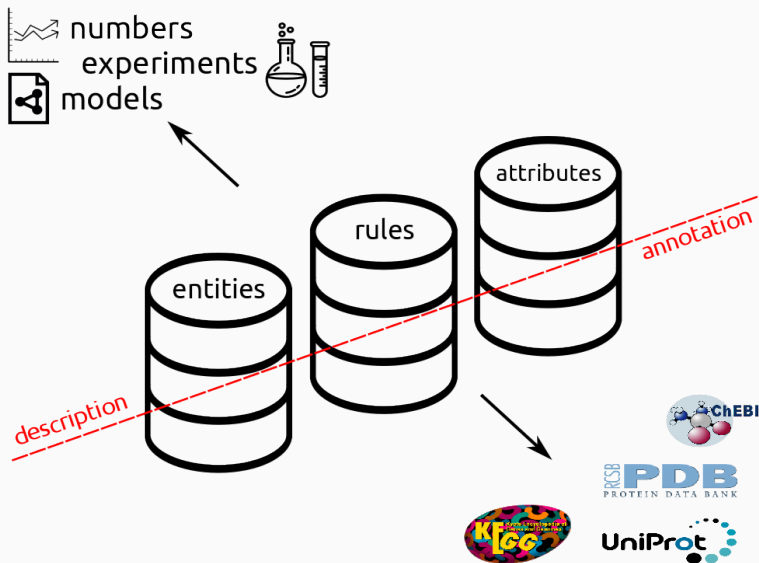 numbers
experiments
models
attributes
rules
entities
annotation
description
ChEBI
RCSB
PDB
PROTEIN DATA BANK
KEGG
UniProt